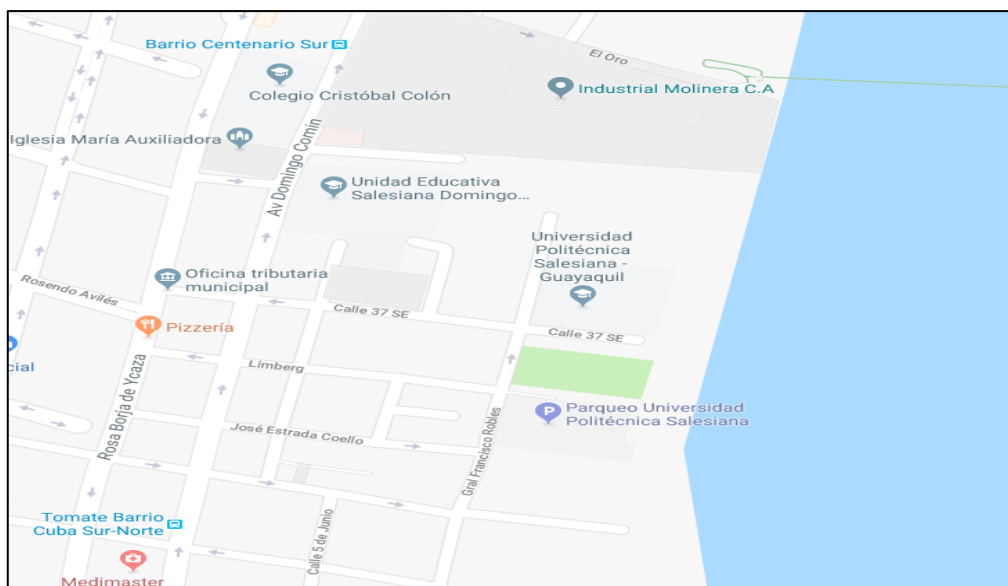 Barrio Centenario Sur
El Oro
Colegio Cristóbal Colón
Industrial Molinera C.A
Iglesia María Auxiliadora
Av Domingo Comin
Unidad Educativa
Salesiana Domingo...
Universidad
Politécnica
Salesiana -
Guayaquil
Oficina tributaria
municipal
Rosendo Avilés
Calle 37 SE
Calle 37 SE
Pizzería
cial
Limberg
Rosa Borja de Ycaza
P
Parqueo Universidad
Politécnica Salesiana
José Estrada Coello
Gral Francisco Robles
Tomate Barrio
Cuba Sur-Norte
Calle 5 de Junio
Medimaster